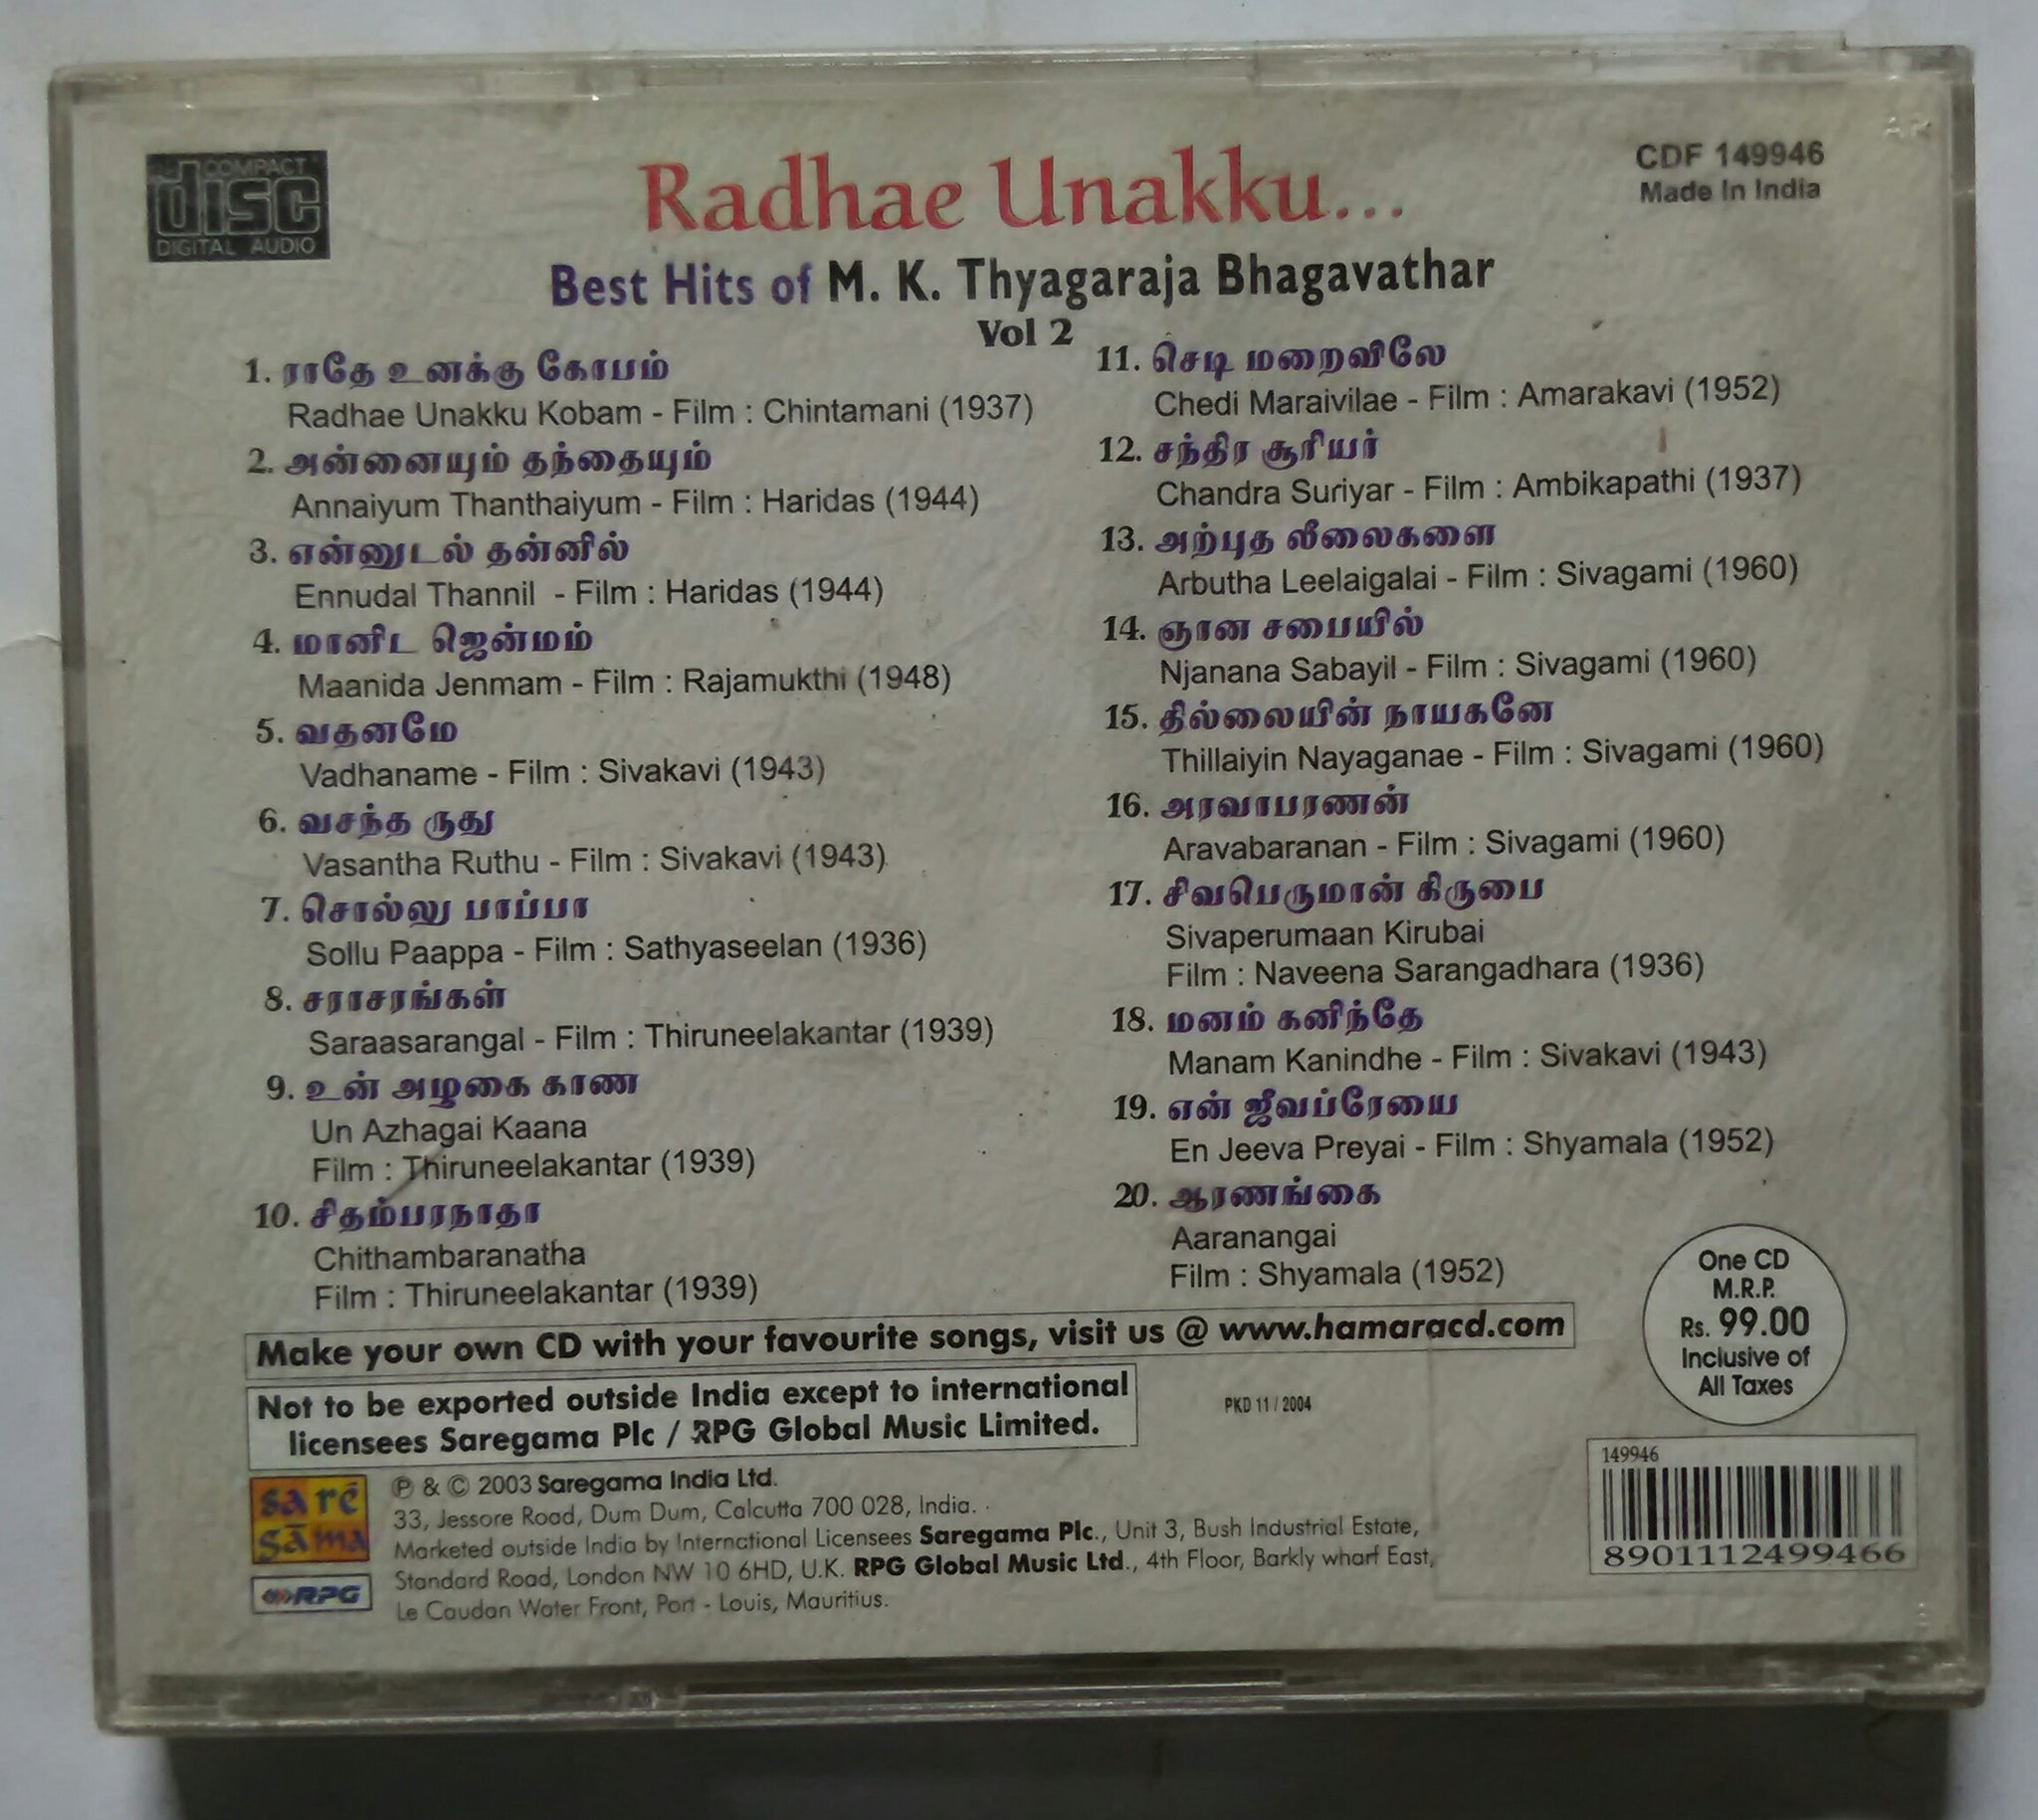 COMPACT
disc
DIGITAL AUDIO
Radhae Unakku...
CDF 149946
Made In India
Best Hits of M. K. Thyagaraja Bhagavathar
Vol 2
1. ராதே உனக்கு கோபம்
Radhae Unakku Kobam - Film : Chintamani (1937)
2. அன்னையும் தந்தையும்
Annaiyum Thanthaiyum - Film : Haridas (1944)
3. என்னுடல் தன்னில்
Ennudal Thannil - Film : Haridas (1944)
4. மானிட ஜென்மம்
Maanida Jenmam - Film : Rajamukthi (1948)
5. வதனமே
Vadhaname - Film : Sivakavi (1943)
6. வசந்த ருது
Vasantha Ruthu - Film : Sivakavi (1943)
7. சொல்லு பாப்பா
Sollu Paappa - Film : Sathyaseelan (1936)
8. சராசரங்கள்
Saraasarangal - Film : Thiruneelakantar (1939)
9. உன் அழகை காண
Un Azhagai Kaana
Film : Thiruneelakantar (1939)
10. சிதம்பரநாதா
Chithambaranatha
Film : Thiruneelakantar (1939)
11. செடி மறைவிலே
Chedi Maraivilae - Film : Amarakavi (1952)
12. சந்திர சூரியர்
Chandra Suriyar - Film : Ambikapathi (1937)
13. அற்புத லீலைகளை
Arbutha Leelaigalai - Film : Sivagami (1960)
14. ஞான சபையில்
Njanana Sabayil - Film : Sivagami (1960)
15. தில்லையின் நாயகனே
Thillaiyin Nayaganae - Film : Sivagami (1960)
16. அரவாபரணன்
Aravabaranan - Film : Sivagami (1960)
17. சிவபெருமான் கிருபை
Sivaperumaan Kirubai
Film : Naveena Sarangadhara (1936)
18. மனம் கனிந்தே
Manam Kanindhe - Film : Sivakavi (1943)
19. என் ஜீவப்ரேயை
En Jeeva Preyai - Film : Shyamala (1952)
20. ஆரணங்கை
Aaranangai
Film : Shyamala (1952)
One CD
M.R.P.
Rs. 99.00
Inclusive of
All Taxes
Make your own CD with your favourite songs, visit us @ www.hamaracd.com
Not to be exported outside India except to international
licensees Saregama Plc / RPG Global Music Limited.
PKD 11 / 2004
149946
8901112499466
sa rē
gāma
RPG
℗ & © 2003 Saregama India Ltd.
33, Jessore Road, Dum Dum, Calcutta 700 028, India.
Marketed outside India by International Licensees Saregama Plc., Unit 3, Bush Industrial Estate,
Standard Road, London NW 10 6HD, U.K. RPG Global Music Ltd., 4th Floor, Barkly wharf East,
Le Caudan Water Front, Port - Louis, Mauritius.